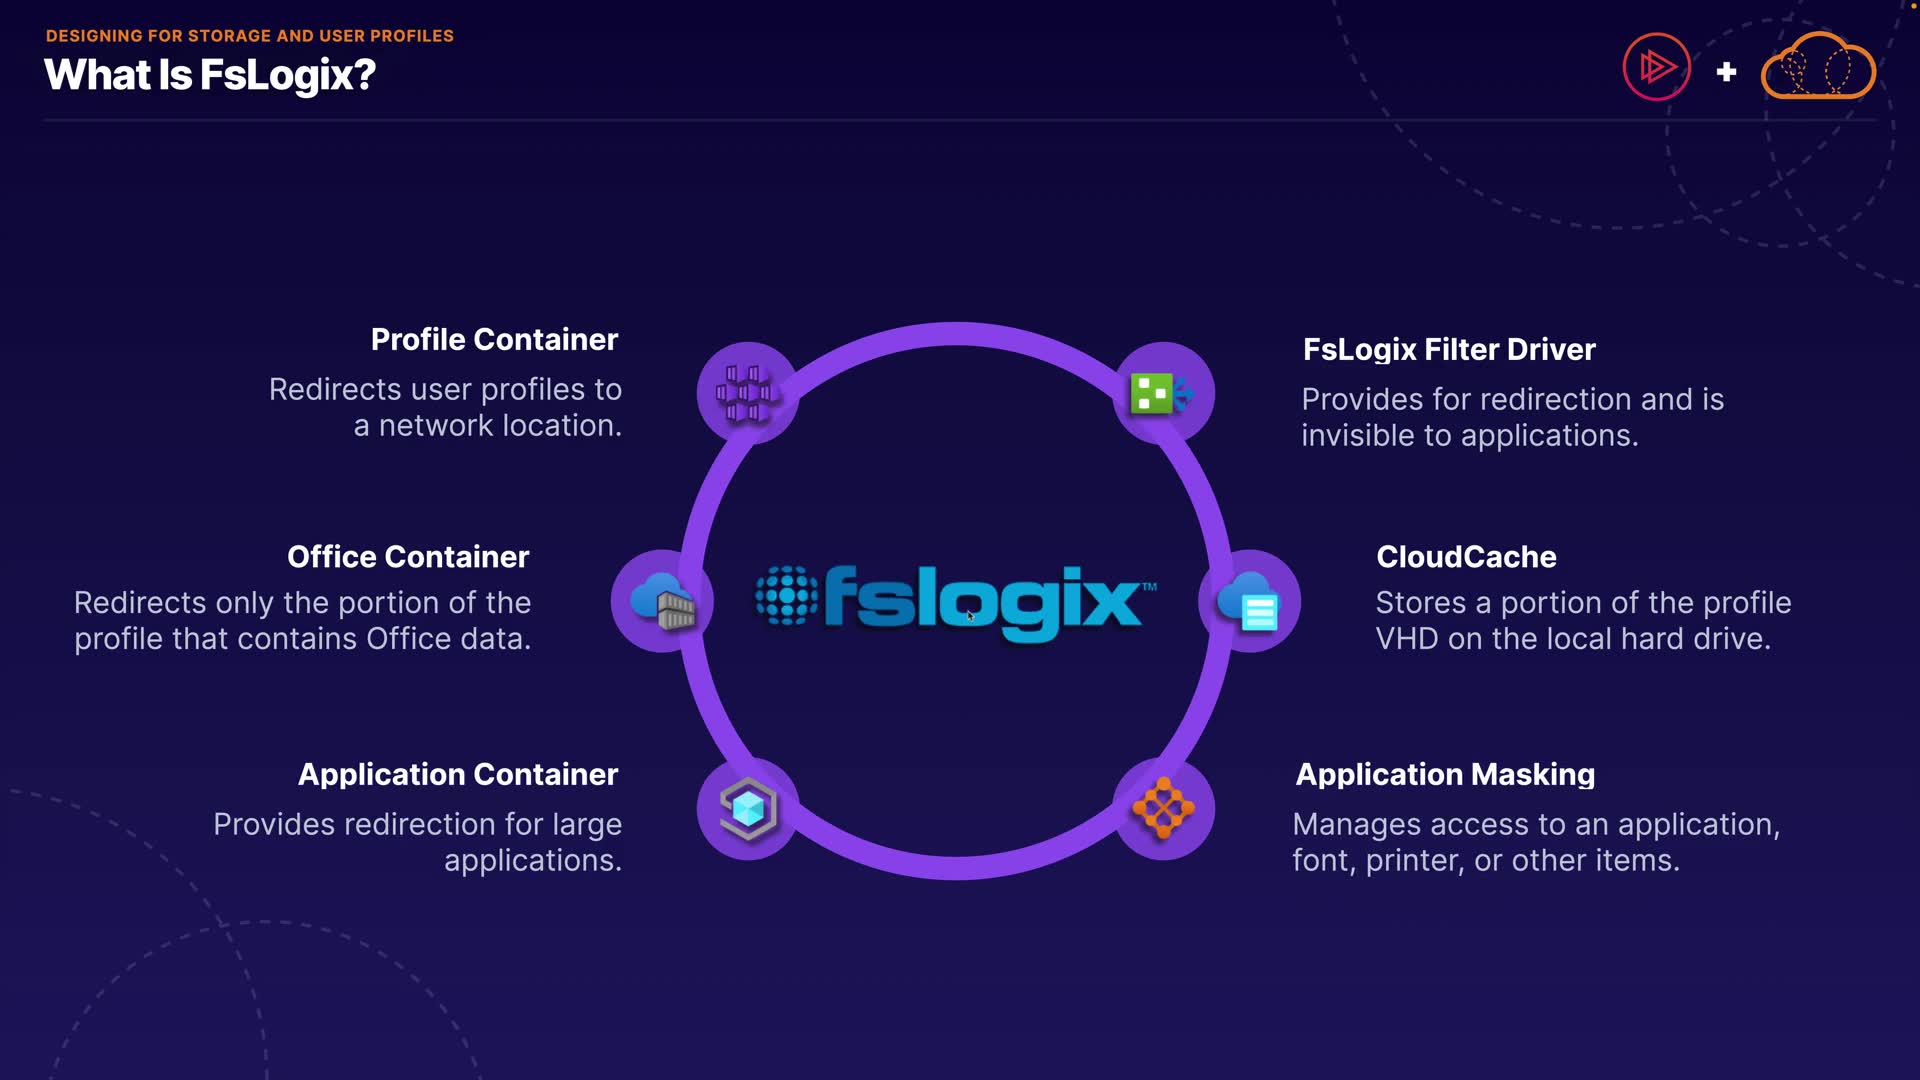 DESIGNING FOR STORAGE AND USER PROFILES
What Is FsLogix?
Profile Container
Redirects user profiles to
a network location.
Office Container
Redirects only the portion of the
profile that contains Office data.
Application Container
Provides redirection for large
applications.
fslogix™
FsLogix Filter Driver
Provides for redirection and is
invisible to applications.
CloudCache
Stores a portion of the profile
VHD on the local hard drive.
Application Masking
Manages access to an application,
font, printer, or other items.